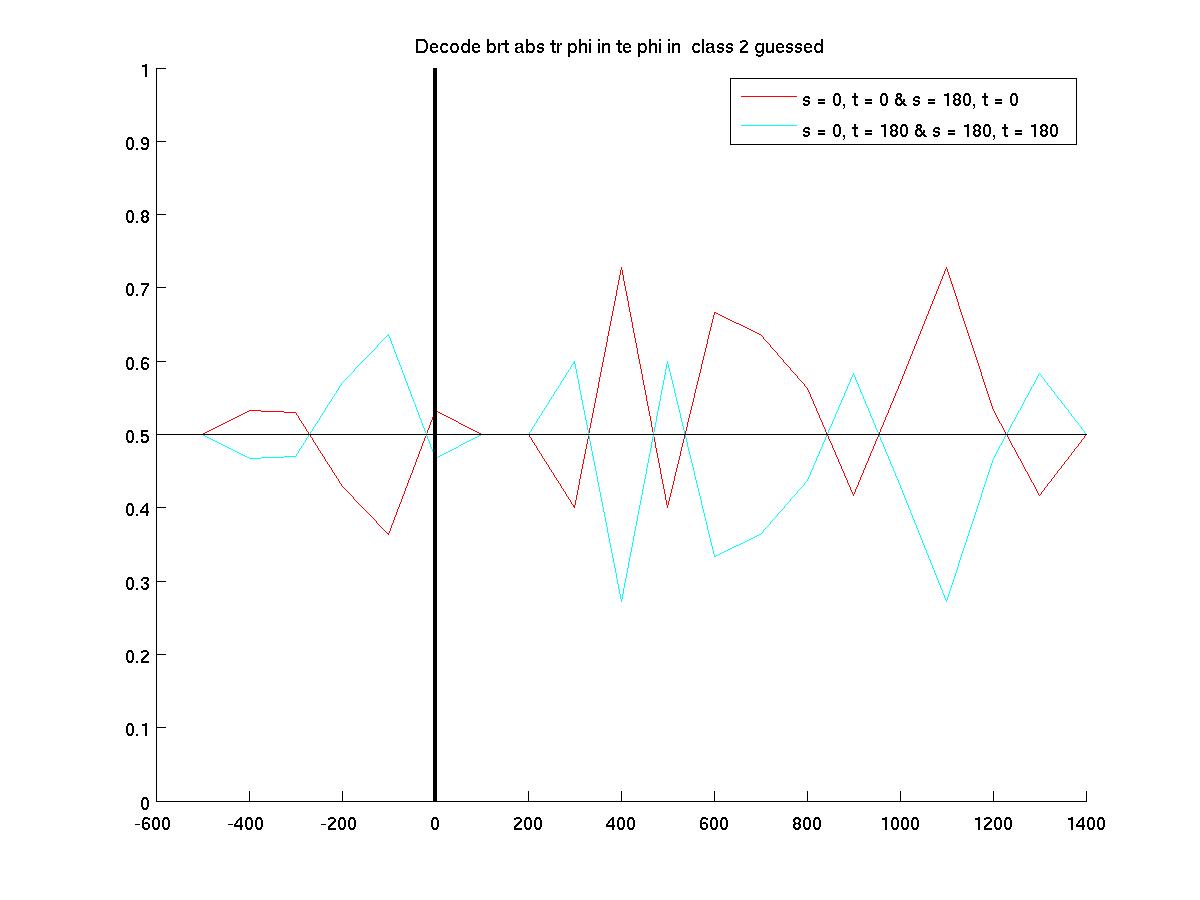 Decode brt abs tr phi in te phi in  class 2 guessed
s = 0, t = 0 & s = 180, t = 0
s = 0, t = 180 & s = 180, t = 180
1
0.9
0.8
0.7
0.6
0.5
0.4
0.3
0.2
0.1
0
-600 -400 -200 0 200 400 600 800 1000 1200 1400